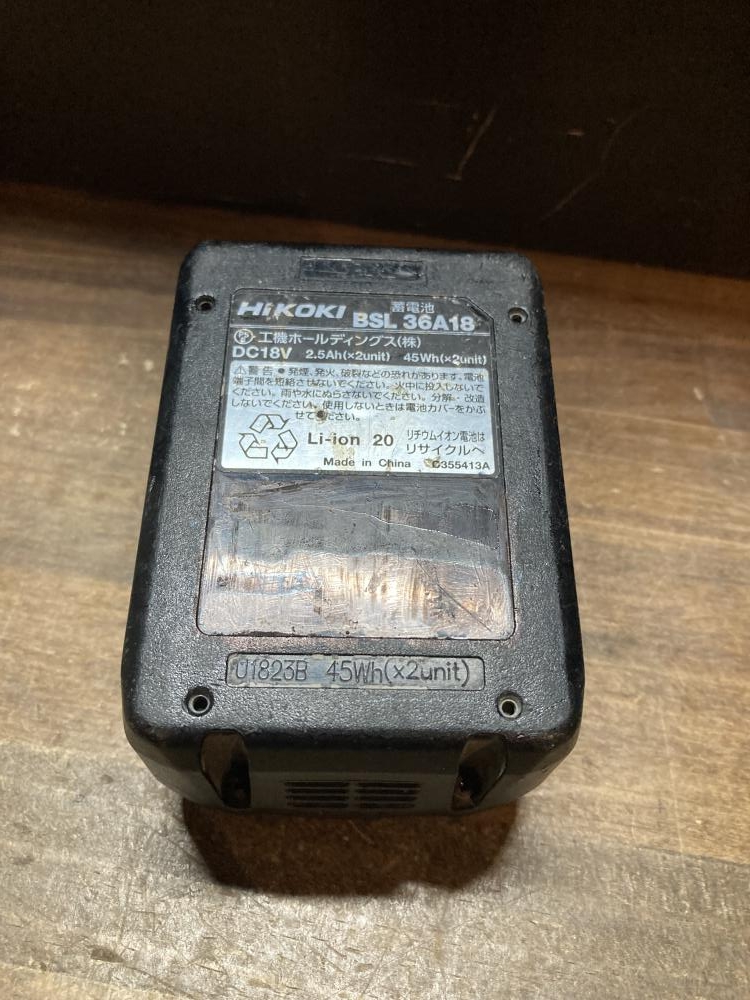 HiKOKI 蓄電池
BSL 36A18
工機ホールディングス(株)
DC18V 2.5Ah(×2unit) 45Wh(×2unit)
⚠警告 ● 発煙、発火、破裂などの恐れがあります。電池
端子間を短絡させないでください。火中に投入しないで
ください。雨や水にぬらさないでください。分解・改造
しないでください。使用しないときは電池カバーをかぶ
せてください。
Li-ion 20 リチウムイオン電池は
リサイクルへ
Made in China C355413A
U1823B 45Wh(×2unit)